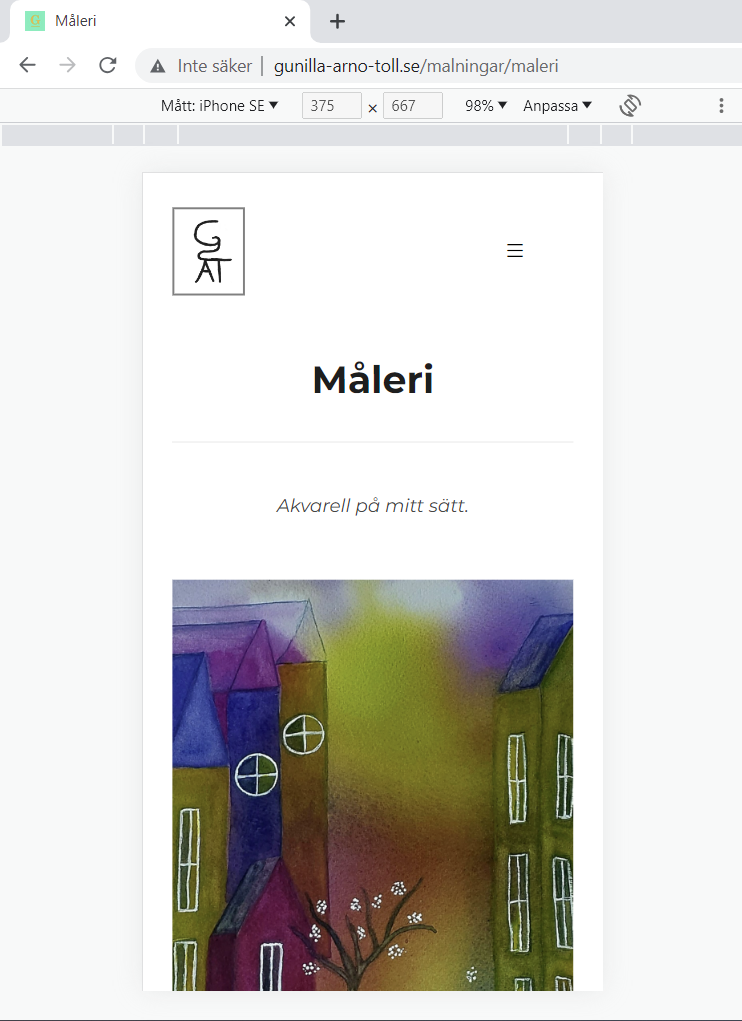 G
Måleri
Inte säker | gunilla-arno-toll.se/malningar/maleri
Mått: iPhone SE 375 × 667 98% Anpassa
G
AT
Måleri
Akvarell på mitt sätt.